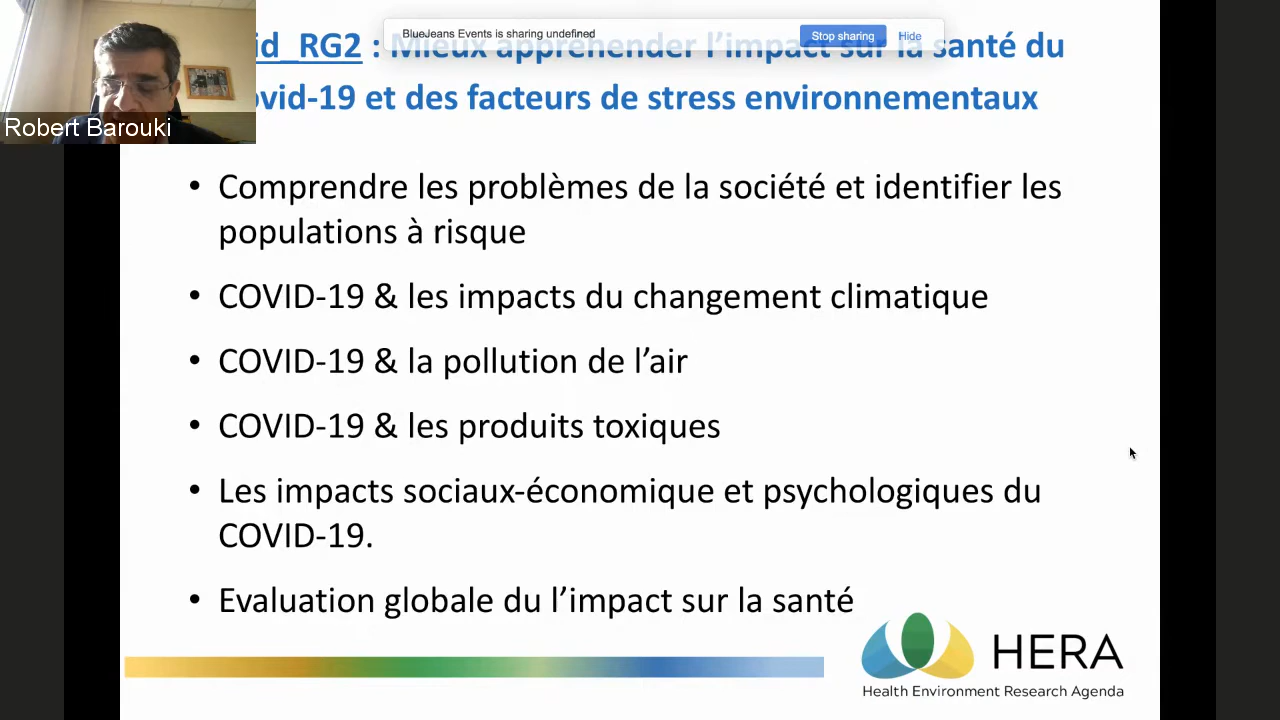 BlueJeans Events is sharing undefined
Stop sharing
Hide
id_RG2 : Mieux appréhender l’impact sur la santé du
ovid-19 et des facteurs de stress environnementaux
Robert Barouki
• Comprendre les problèmes de la société et identifier les
populations à risque
• COVID-19 & les impacts du changement climatique
• COVID-19 & la pollution de l’air
• COVID-19 & les produits toxiques
• Les impacts sociaux-économique et psychologiques du
COVID-19.
• Evaluation globale du l’impact sur la santé
HERA
Health Environment Research Agenda